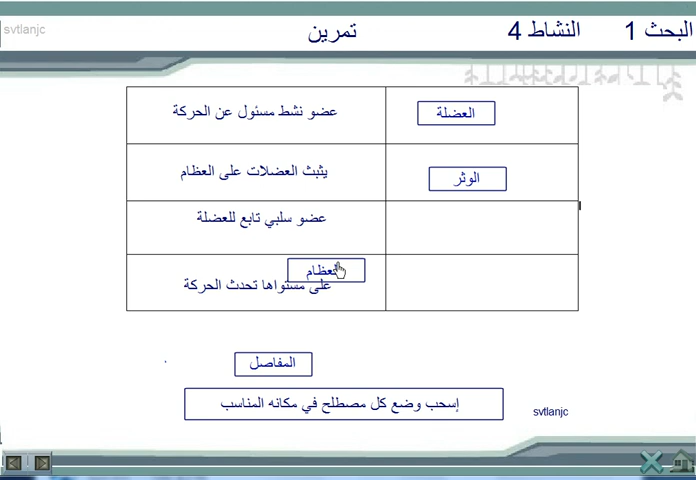 البحث 1 النشاط 4 تمرين svtlanjc
العضلة عضو نشط مسئول عن الحركة
الوثر يثبث العضلات على العظام
عضو سلبي تابع للعضلة
العظام
على مستواها تحدث الحركة
المفاصل
إسحب وضع كل مصطلح في مكانه المناسب
svtlanjc